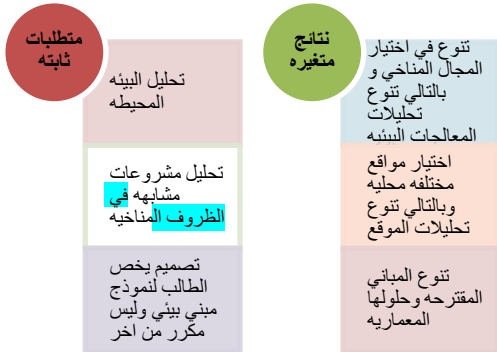 نتائج
متغيره
تنوع في اختيار
المجال المناخي و
بالتالي تنوع
تحليلات
المعالجات البيئيه
اختيار مواقع
مختلفه محليه
وبالتالي تنوع
تحليلات الموقع
تنوع المباني
المقترحه وحلولها
المعماريه
متطلبات
ثابته
تحليل البيئه
المحيطه
تحليل مشروعات
مشابهه في
الظروف المناخيه
تصميم يخص
الطالب لنموذج
مبني بيئي وليس
مكرر من اخر